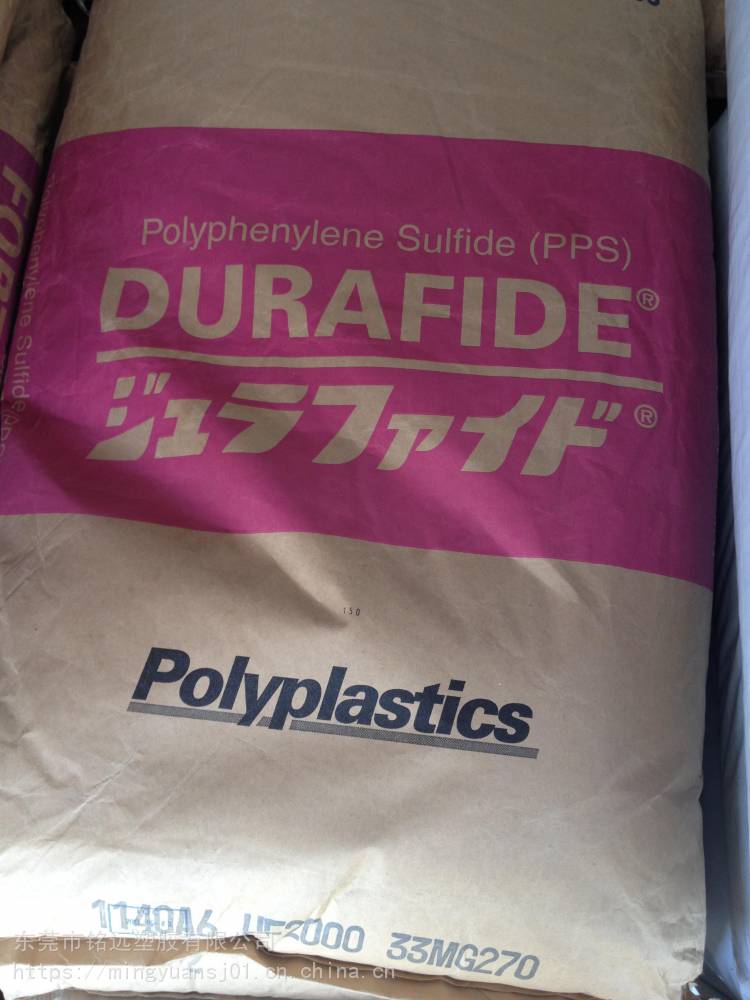 Polyphenylene Sulfide (PPS)
DURAFIDE®
ジュラファイド®
150
Polyplastics
1140A6 HF2000 33MG270
东莞市铭远塑胶有限公司
https://mingyuansj01.cn.china.cn